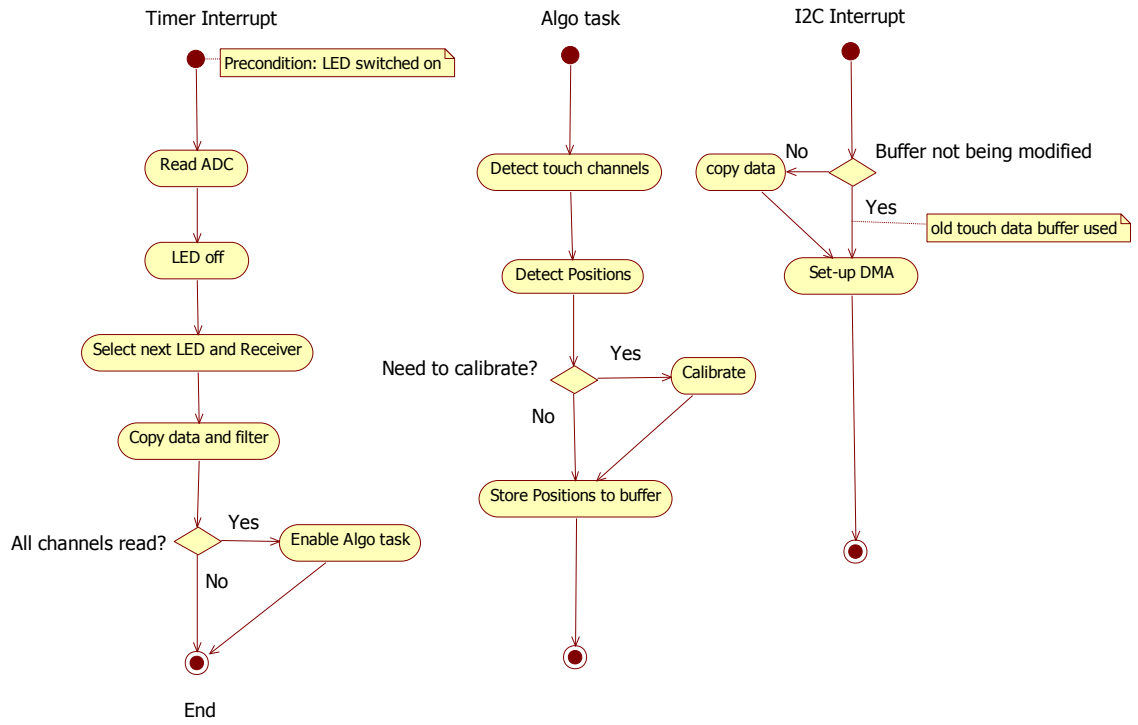 Timer Interrupt
Precondition: LED switched on
Read ADC
LED off
Select next LED and Receiver
Copy data and filter
All channels read?
Yes
Enable Algo task
No
End
Algo task
Detect touch channels
Detect Positions
Need to calibrate?
Yes
Calibrate
No
Store Positions to buffer
I2C Interrupt
Buffer not being modified
No
copy data
Yes
old touch data buffer used
Set-up DMA